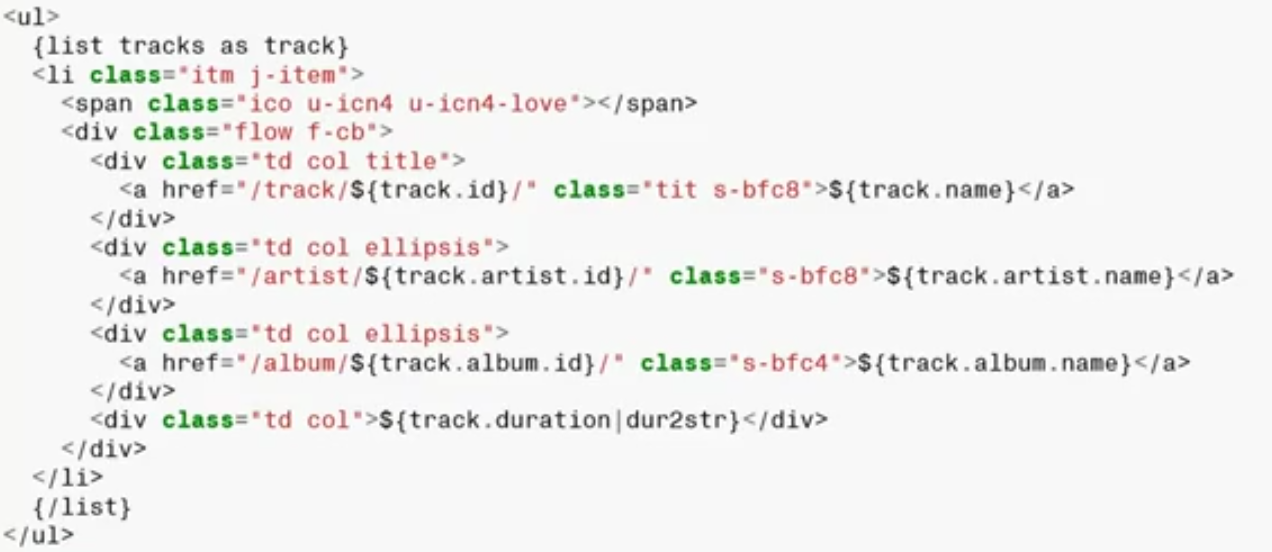 <ul>
  {list tracks as track}
  <li class="itm j-item">
    <span class="ico u-icn4 u-icn4-love"></span>
    <div class="flow f-cb">
      <div class="td col title">
        <a href="/track/${track.id}/" class="tit s-bfc8">${track.name}</a>
      </div>
      <div class="td col ellipsis">
        <a href="/artist/${track.artist.id}/" class="s-bfc8">${track.artist.name}</a>
      </div>
      <div class="td col ellipsis">
        <a href="/album/${track.album.id}/" class="s-bfc4">${track.album.name}</a>
      </div>
      <div class="td col">${track.duration|dur2str}</div>
    </div>
  </li>
  {/list}
</ul>